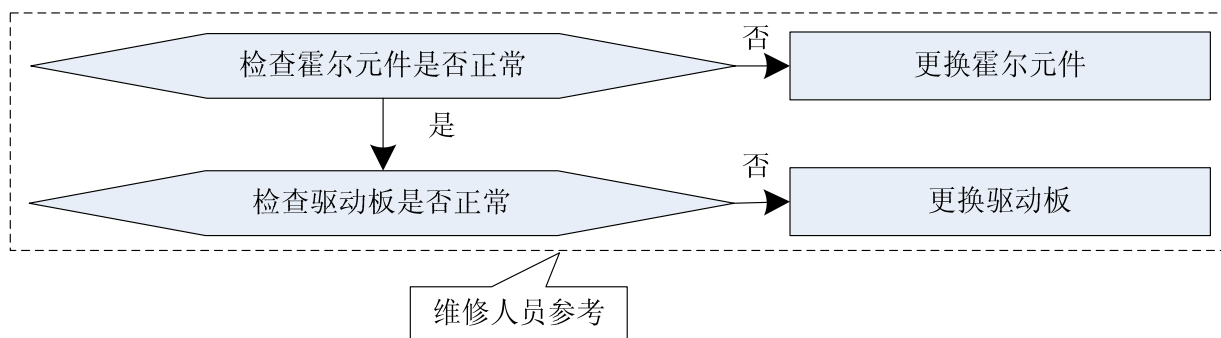 检查霍尔元件是否正常
否
更换霍尔元件
是
检查驱动板是否正常
否
更换驱动板
维修人员参考